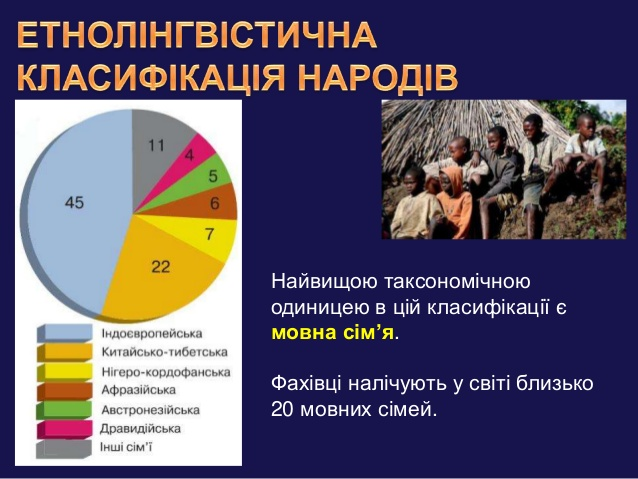 ЕТНОЛІНГВІСТИЧНА
КЛАСИФІКАЦІЯ НАРОДІВ
11
4
5
6
7
22
45
Індоєвропейська
Китайсько-тибетська
Нігеро-кордофанська
Афразійська
Австронезійська
Дравидійська
Інші сім’ї
Найвищою таксономічною
одиницею в цій класифікації є
мовна сім’я.
Фахівці налічують у світі близько
20 мовних сімей.